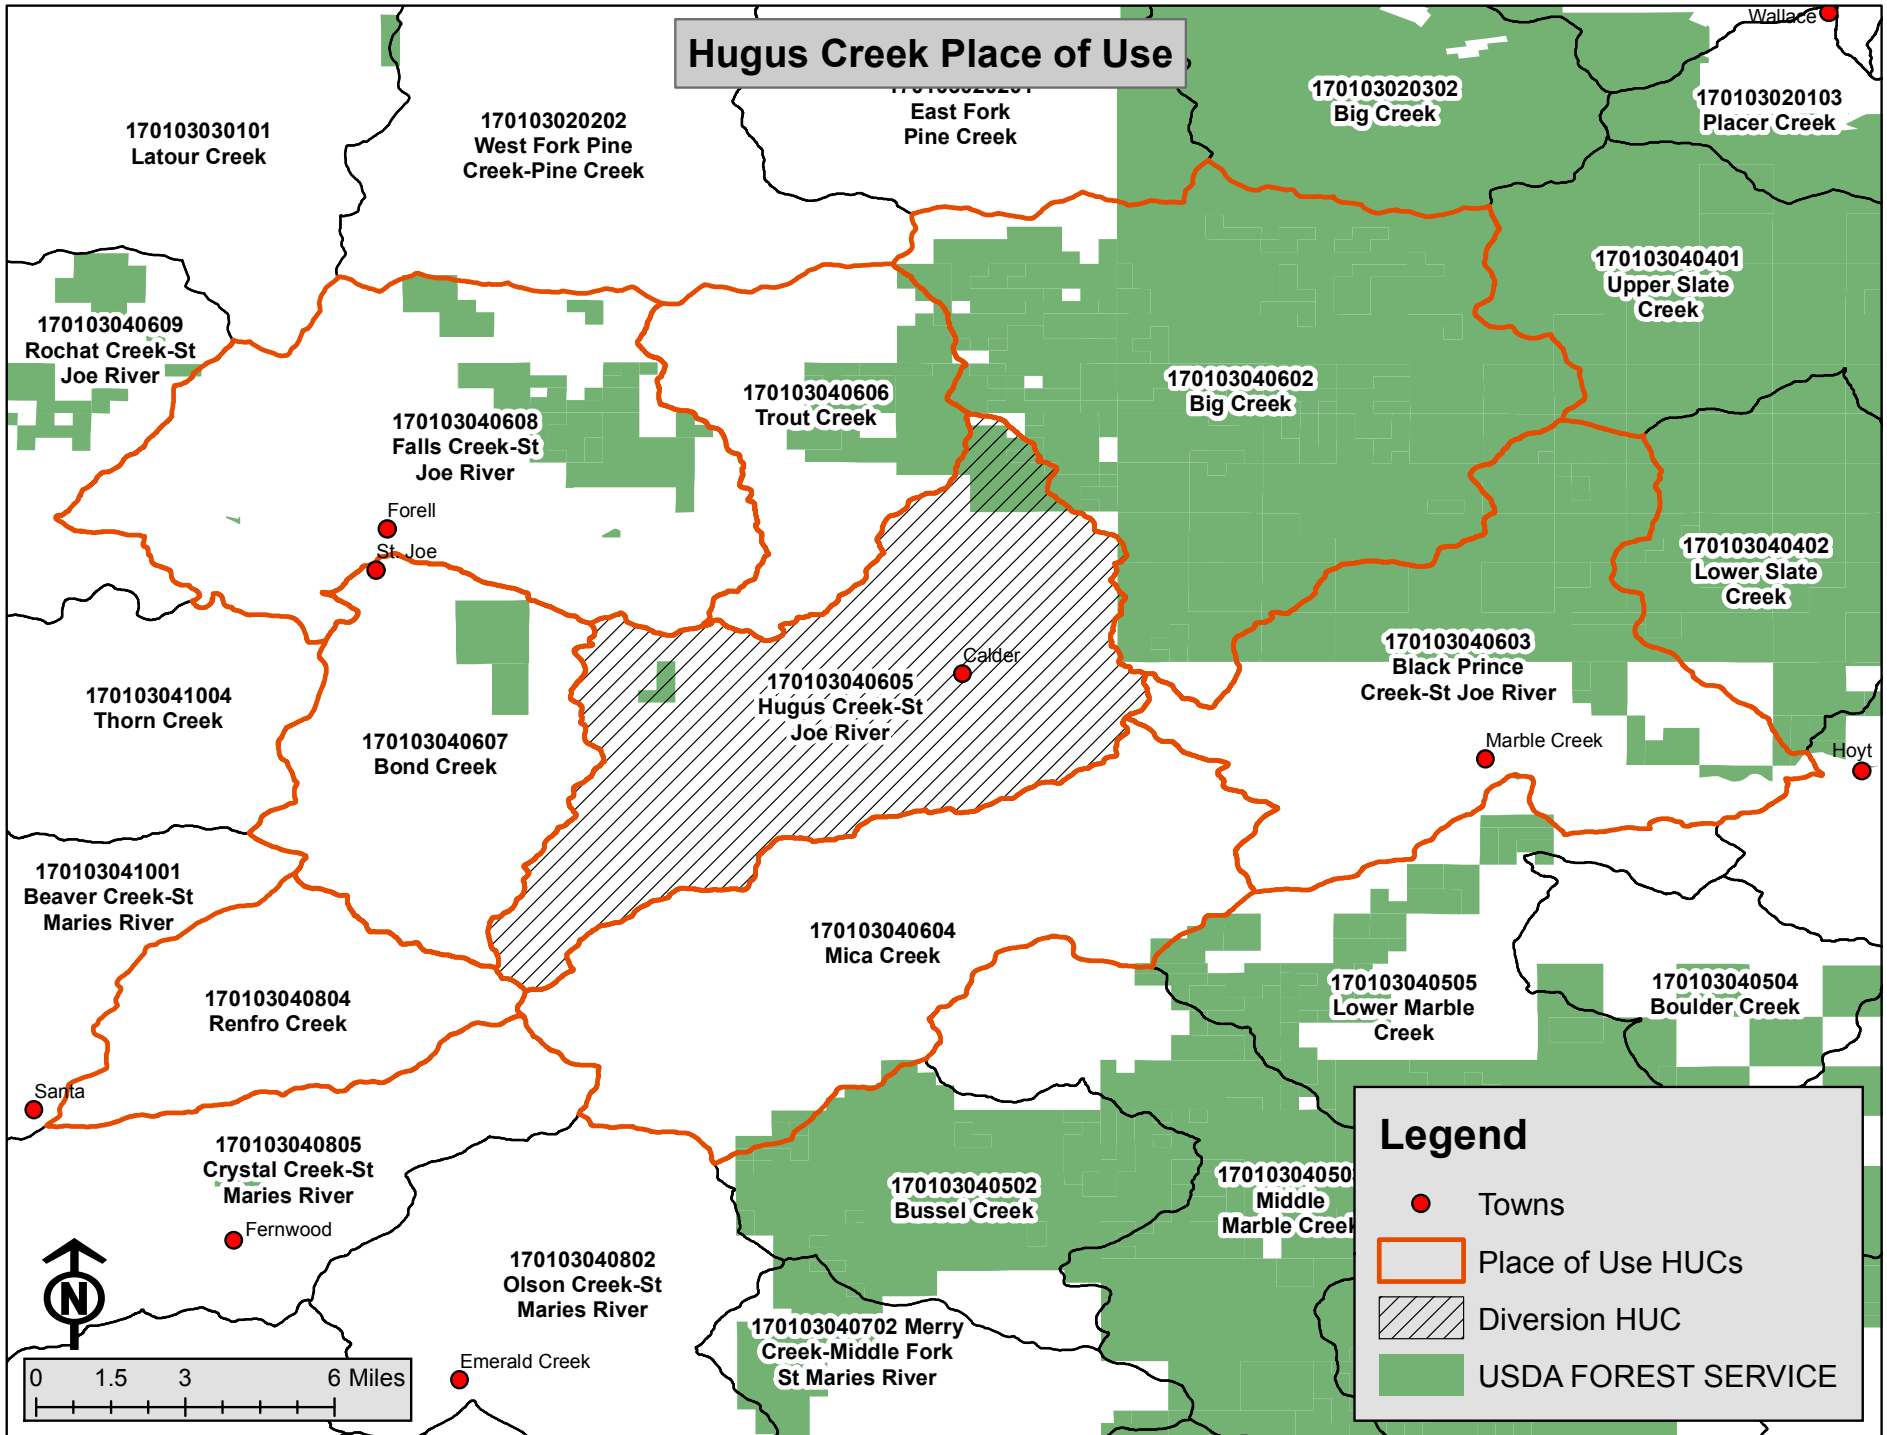 Hugus Creek Place of Use
Wallace
170103020302
Big Creek
170103020103
Placer Creek
170103030101
Latour Creek
170103020202
West Fork Pine
Creek-Pine Creek
East Fork
Pine Creek
170103040401
Upper Slate
Creek
170103040609
Rochat Creek-St
Joe River
170103040608
Falls Creek-St
Joe River
170103040606
Trout Creek
170103040602
Big Creek
Forell
St. Joe
170103040402
Lower Slate
Creek
170103040603
Black Prince
Creek-St Joe River
Calder
170103040605
Hugus Creek-St
Joe River
170103041004
Thorn Creek
170103040607
Bond Creek
Marble Creek
Hoyt
170103041001
Beaver Creek-St
Maries River
170103040604
Mica Creek
170103040804
Renfro Creek
170103040505
Lower Marble
Creek
170103040504
Boulder Creek
Santa
170103040805
Crystal Creek-St
Maries River
Fernwood
170103040502
Bussel Creek
17010304050
Middle
Marble Creek
170103040802
Olson Creek-St
Maries River
170103040702 Merry
Creek-Middle Fork
St Maries River
Emerald Creek
N
0 1.5 3 6 Miles
Legend
Towns
Place of Use HUCs
Diversion HUC
USDA FOREST SERVICE